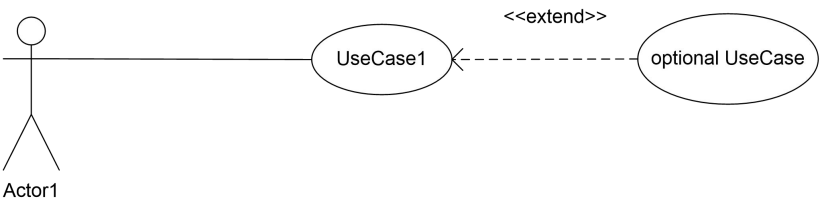 <<extend>>
UseCase1
optional UseCase
Actor1